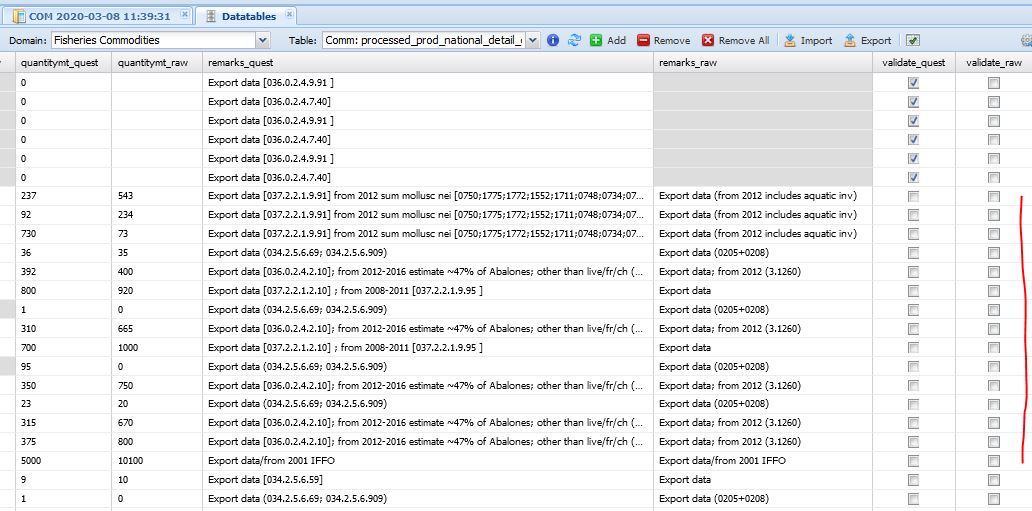 COM 2020-03-08 11:39:31 Datatables
Domain: Fisheries Commodities Table: Comm: processed_prod_national_detail_ Add Remove Remove All Import Export
quantitymt_quest quantitymt_raw remarks_quest remarks_raw validate_quest validate_raw
0 Export data [036.0.2.4.9.91 ]
0 Export data [036.0.2.4.7.40]
0 Export data [036.0.2.4.9.91 ]
0 Export data [036.0.2.4.7.40]
0 Export data [036.0.2.4.9.91 ]
0 Export data [036.0.2.4.7.40]
237 543 Export data [037.2.2.1.9.91] from 2012 sum mollusc nei [0750;1775;1772;1552;1711;0748;0734;07... Export data (from 2012 includes aquatic inv)
92 234 Export data [037.2.2.1.9.91] from 2012 sum mollusc nei [0750;1775;1772;1552;1711;0748;0734;07... Export data (from 2012 includes aquatic inv)
730 73 Export data [037.2.2.1.9.91] from 2012 sum mollusc nei [0750;1775;1772;1552;1711;0748;0734;07... Export data (from 2012 includes aquatic inv)
36 35 Export data (034.2.5.6.69; 034.2.5.6.909) Export data (0205+0208)
392 400 Export data [036.0.2.4.2.10]; from 2012-2016 estimate ~47% of Abalones; other than live/fr/ch (... Export data; from 2012 (3.1260)
800 920 Export data [037.2.2.1.2.10] ; from 2008-2011 [037.2.2.1.9.95 ] Export data
1 0 Export data (034.2.5.6.69; 034.2.5.6.909) Export data (0205+0208)
310 665 Export data [036.0.2.4.2.10]; from 2012-2016 estimate ~47% of Abalones; other than live/fr/ch (... Export data; from 2012 (3.1260)
700 1000 Export data [037.2.2.1.2.10] ; from 2008-2011 [037.2.2.1.9.95 ] Export data
95 0 Export data (034.2.5.6.69; 034.2.5.6.909) Export data (0205+0208)
350 750 Export data [036.0.2.4.2.10]; from 2012-2016 estimate ~47% of Abalones; other than live/fr/ch (... Export data; from 2012 (3.1260)
23 20 Export data (034.2.5.6.69; 034.2.5.6.909) Export data (0205+0208)
315 670 Export data [036.0.2.4.2.10]; from 2012-2016 estimate ~47% of Abalones; other than live/fr/ch (... Export data; from 2012 (3.1260)
375 800 Export data [036.0.2.4.2.10]; from 2012-2016 estimate ~47% of Abalones; other than live/fr/ch (... Export data; from 2012 (3.1260)
5000 10100 Export data/from 2001 IFFO Export data/from 2001 IFFO
9 10 Export data [034.2.5.6.59] Export data
1 0 Export data (034.2.5.6.69; 034.2.5.6.909) Export data (0205+0208)